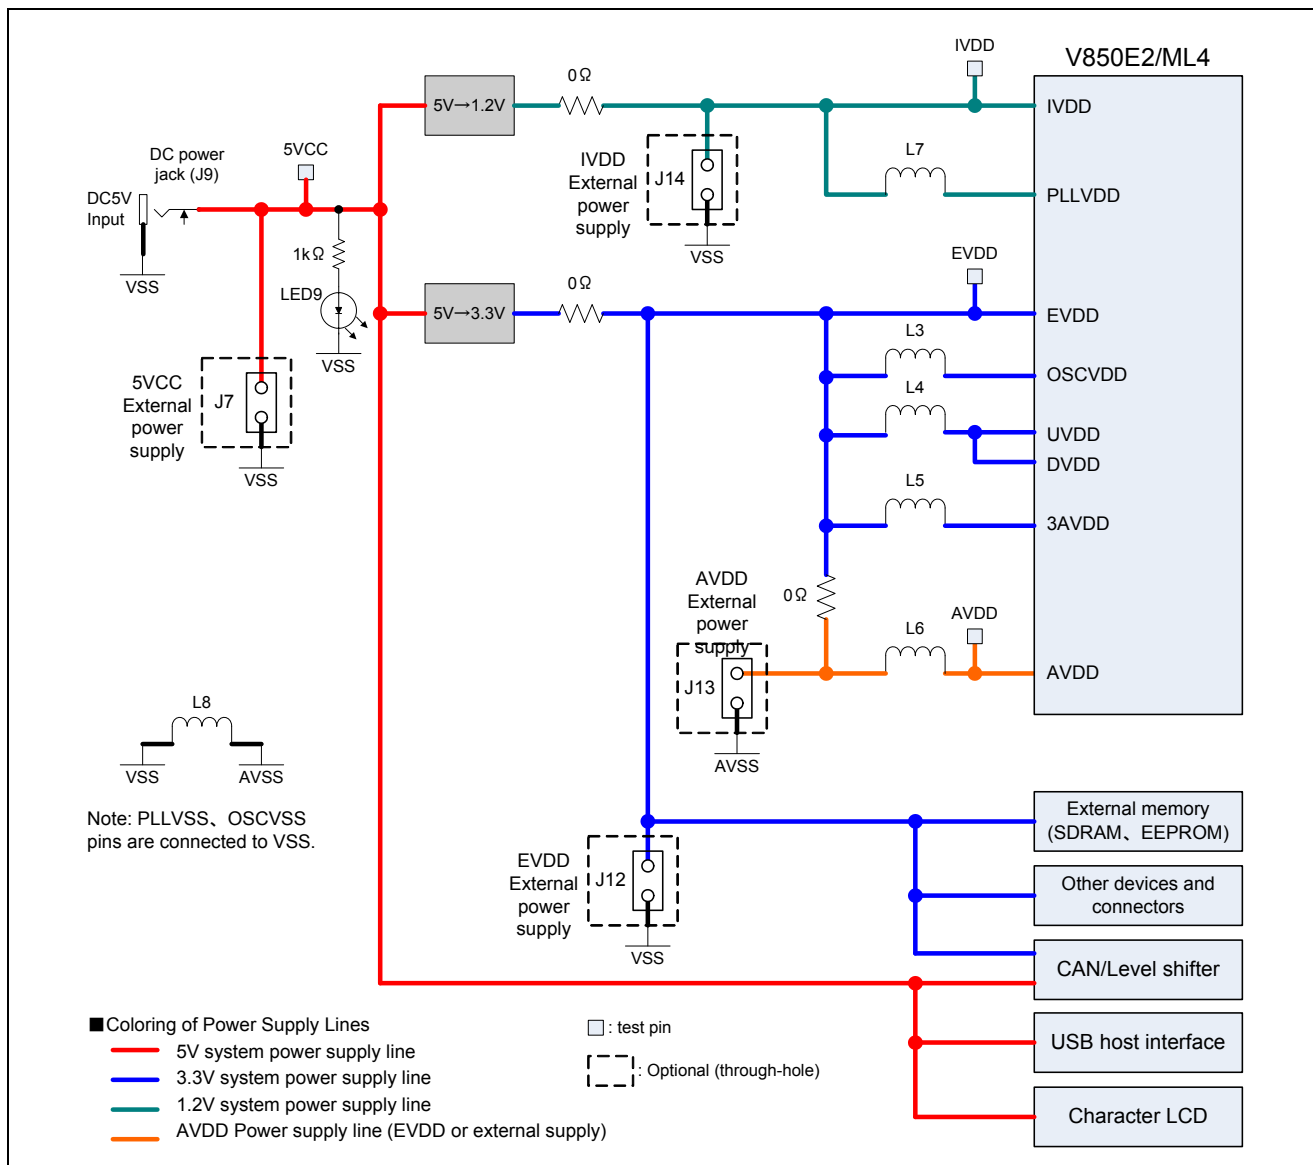 V850E2/ML4
IVDD
0Ω
5V→1.2V
IVDD
DC power
jack (J9)
5VCC
IVDD
External
power
supply
J14
L7
DC5V
Input
PLLVDD
VSS
1kΩ
VSS
EVDD
0Ω
LED9
5V→3.3V
EVDD
VSS
L3
OSCVDD
5VCC
External
power
supply
J7
L4
UVDD
DVDD
VSS
L5
3AVDD
AVDD
External
power
supply
0Ω
L6
AVDD
J13
AVDD
L8
VSS
AVSS
AVSS
Note: PLLVSS、OSCVSS
pins are connected to VSS.
External memory
(SDRAM、EEPROM)
EVDD
External
power
supply
J12
Other devices and
connectors
VSS
CAN/Level shifter
■Coloring of Power Supply Lines
5V system power supply line
3.3V system power supply line
1.2V system power supply line
AVDD Power supply line (EVDD or external supply)
: test pin
: Optional (through-hole)
USB host interface
Character LCD